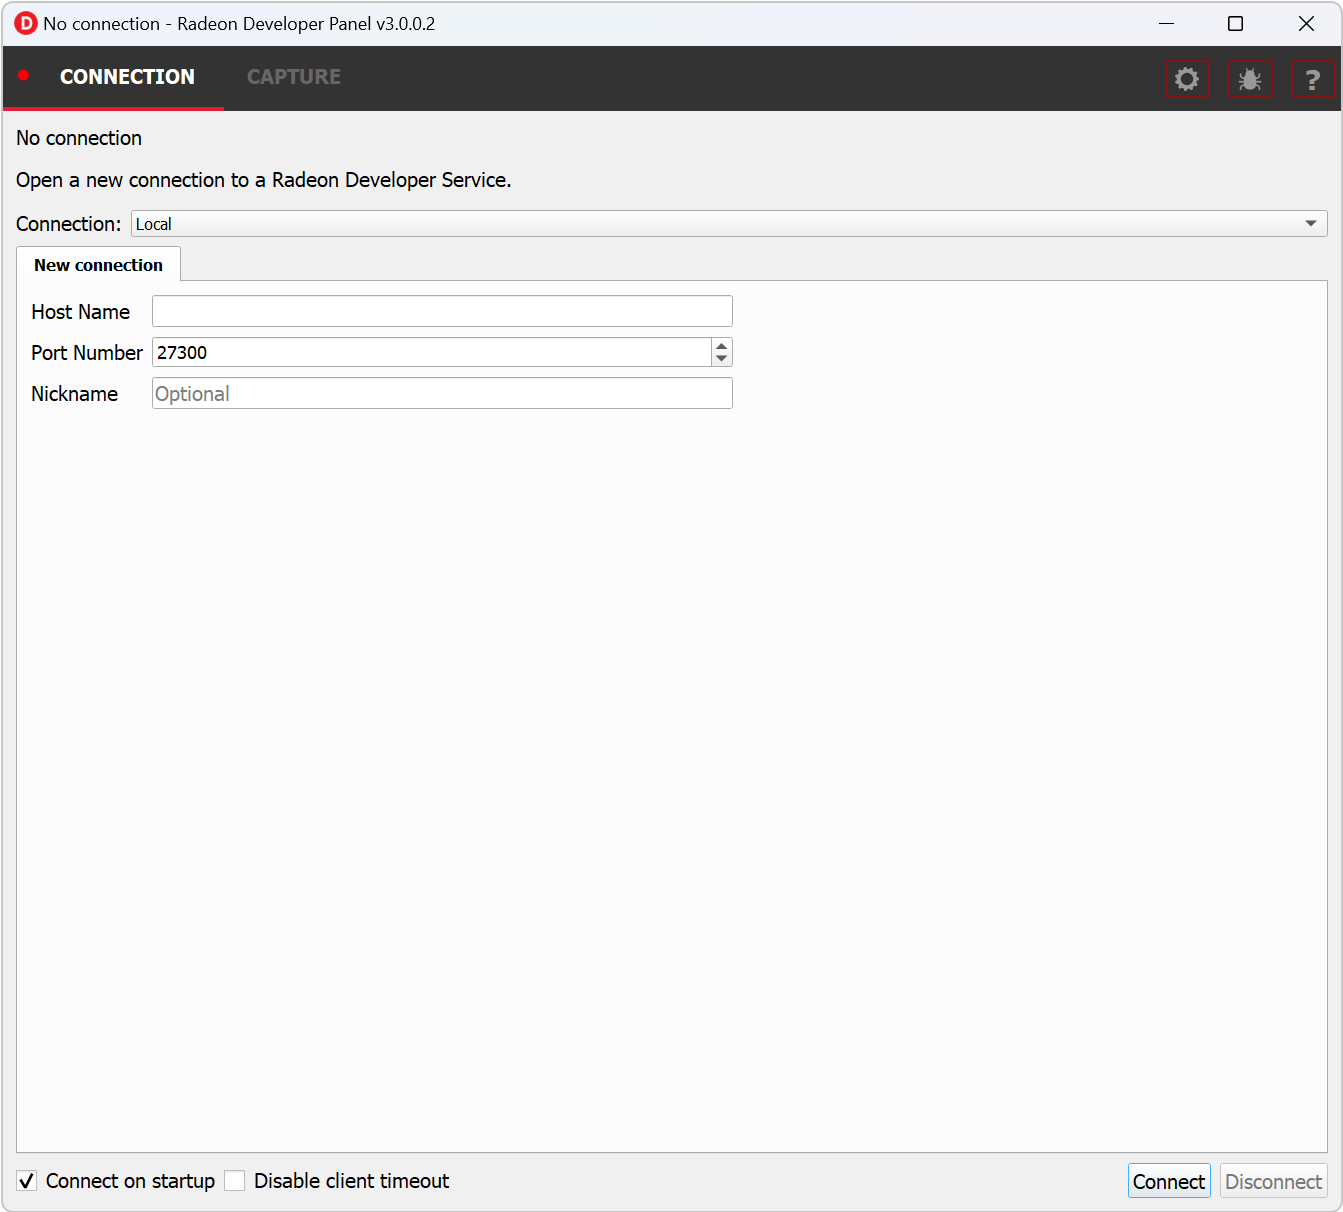 D No connection - Radeon Developer Panel v3.0.0.2
CONNECTION CAPTURE ?
No connection
Open a new connection to a Radeon Developer Service.
Connection: Local
New connection
Host Name
Port Number 27300
Nickname Optional
Connect on startup Disable client timeout Connect Disconnect